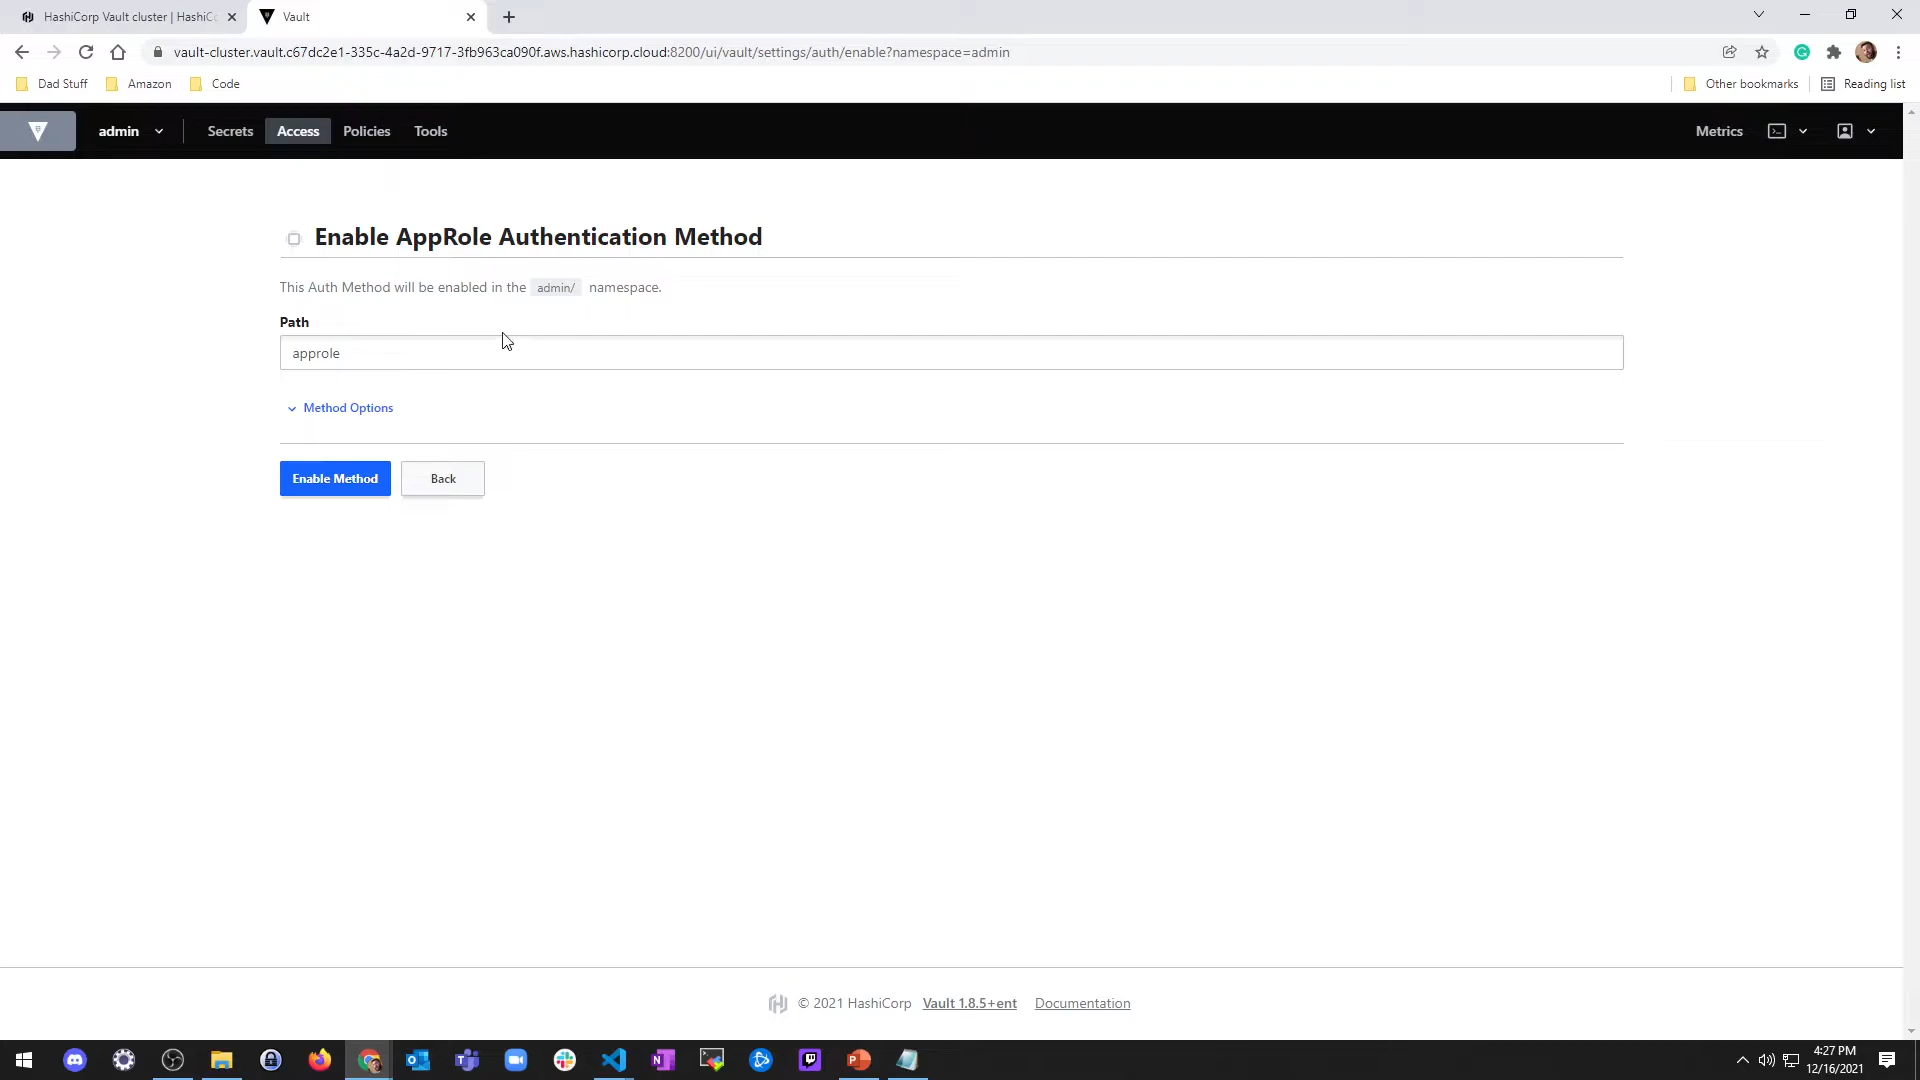 HashiCorp Vault cluster | HashiC
Vault
vault-cluster.vault.c67dc2e1-335c-4a2d-9717-3fb963ca090f.aws.hashicorp.cloud:8200/ui/vault/settings/auth/enable?namespace=admin
Dad Stuff
Amazon
Code
Other bookmarks
Reading list
admin
Secrets
Access
Policies
Tools
Metrics
Enable AppRole Authentication Method
This Auth Method will be enabled in the admin/ namespace.
Path
approle
Method Options
Enable Method
Back
© 2021 HashiCorp Vault 1.8.5+ent Documentation
4:27 PM
12/16/2021